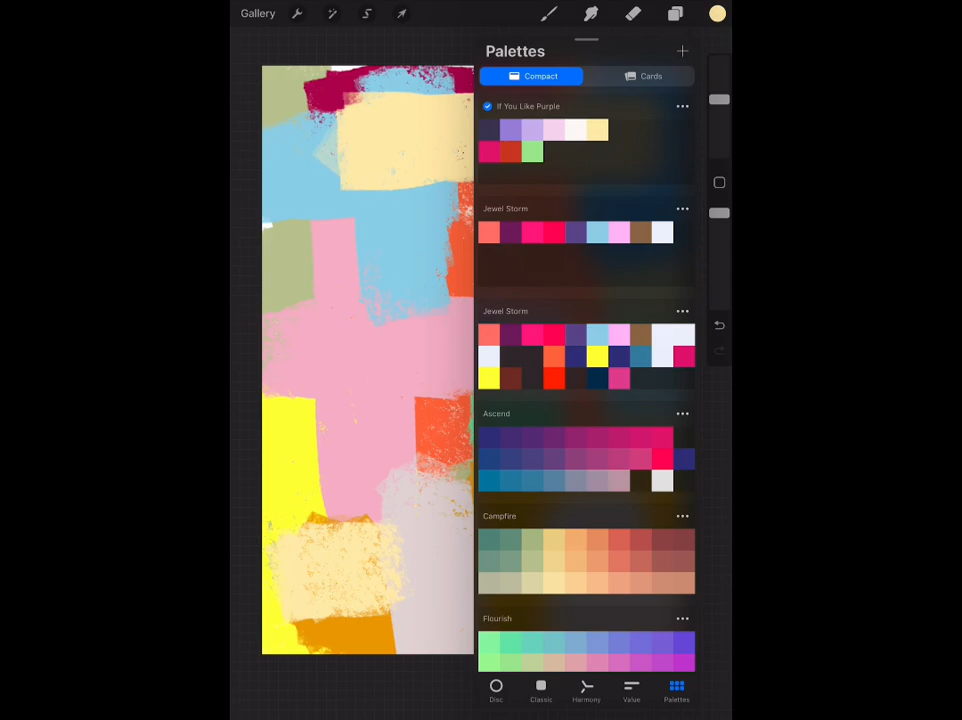 Gallery
Palettes
Compact
Cards
If You Like Purple
Jewel Storm
Jewel Storm
Ascend
Campfire
Flourish
Disc
Classic
Harmony
Value
Palettes